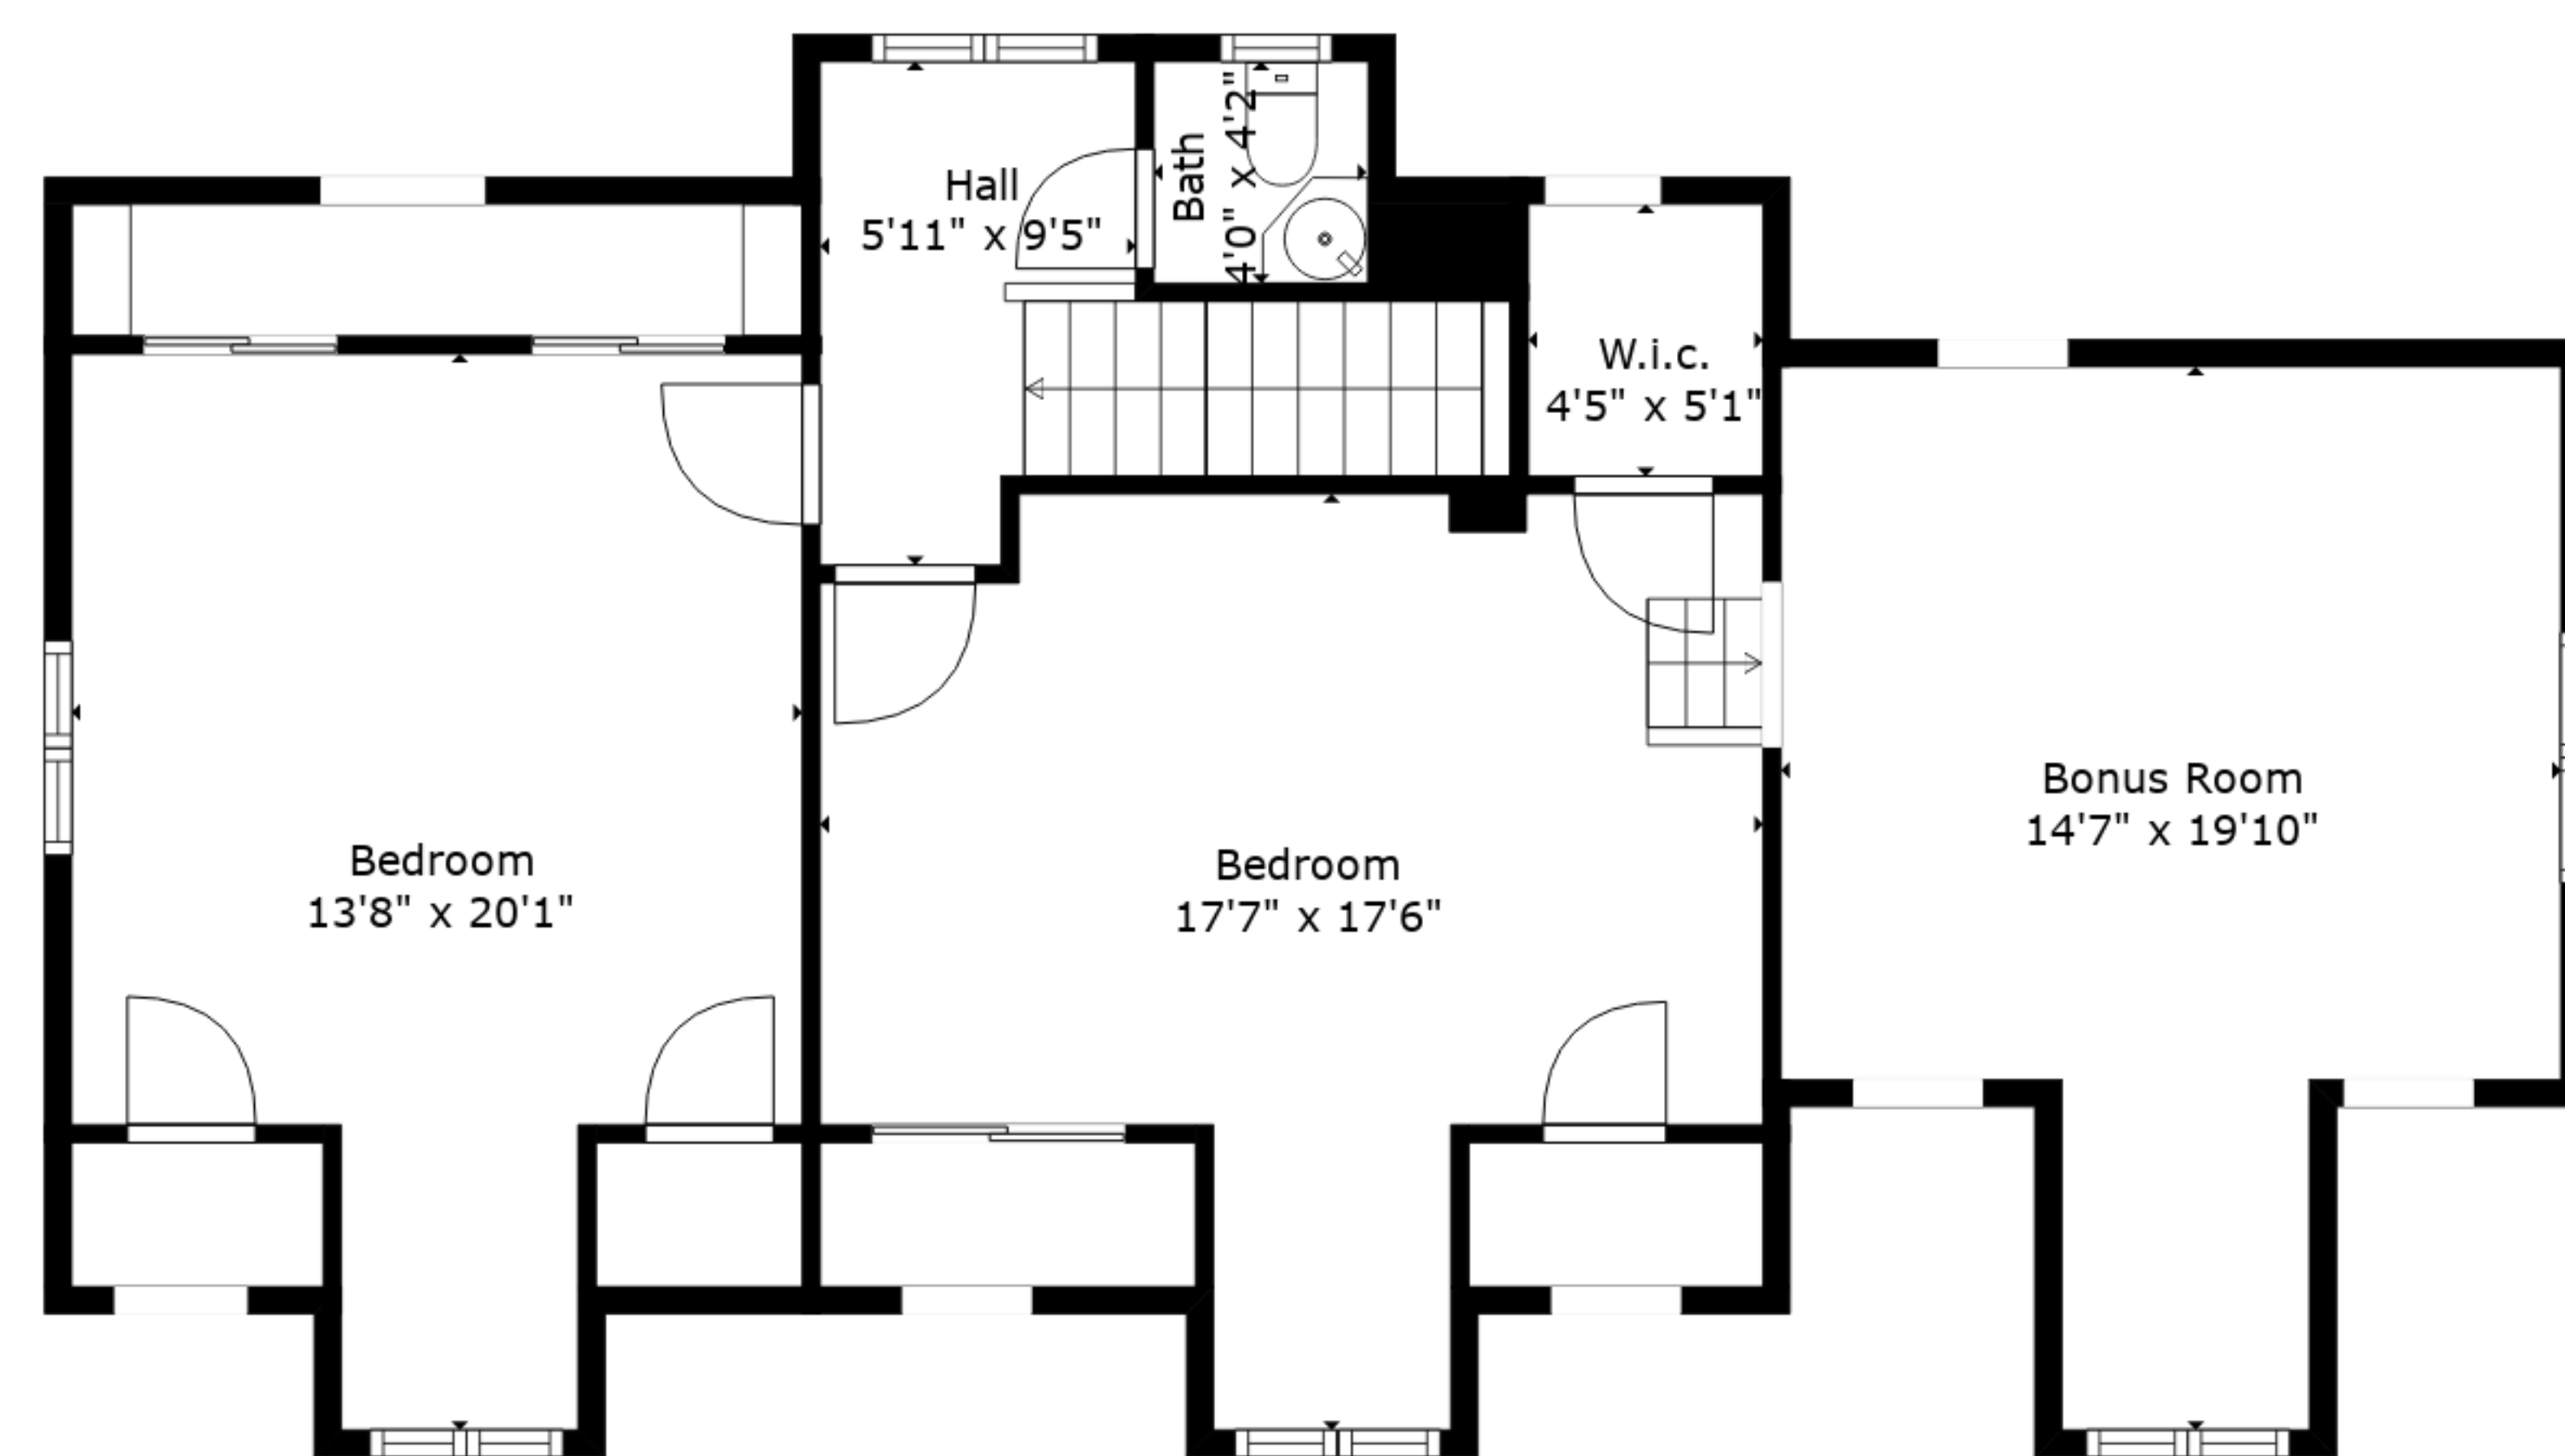 Hall
5'11" x 9'5"
Bath
4'0" x 4'2"
W.i.c.
4'5" x 5'1"
Bonus Room
14'7" x 19'10"
Bedroom
13'8" x 20'1"
Bedroom
17'7" x 17'6"